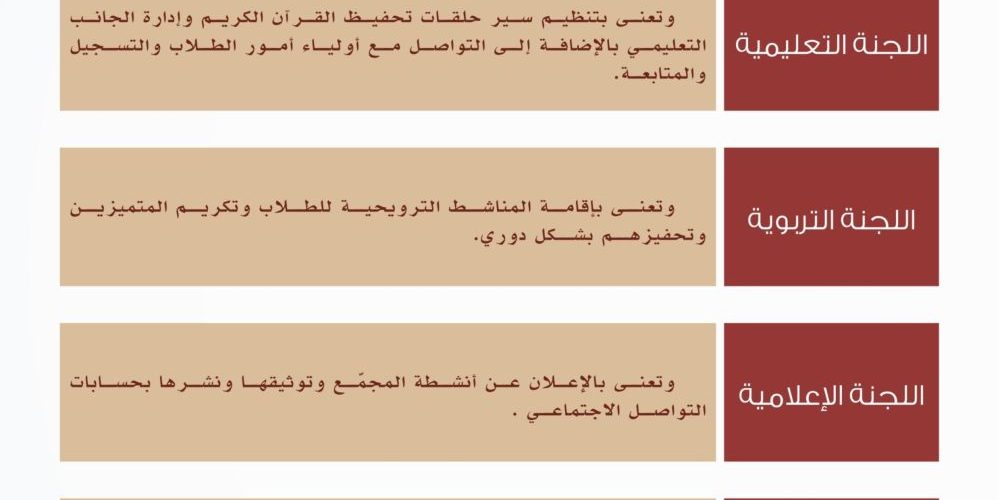 اللجنة التعليمية
وتعنى بتنظيم سير حلقات تحفيظ القرآن الكريم وإدارة الجانب
التعليمي بالإضافة إلى التواصل مع أولياء أمور الطلاب والتسجيل
والمتابعة.
اللجنة التربوية
وتعنى بإقامة المناشط الترويحية للطلاب وتكريم المتميزين
وتحفيزهم بشكل دوري.
اللجنة الإعلامية
وتعنى بالإعلان عن أنشطة المجمّع وتوثيقها ونشرها بحسابات
التواصل الاجتماعي .